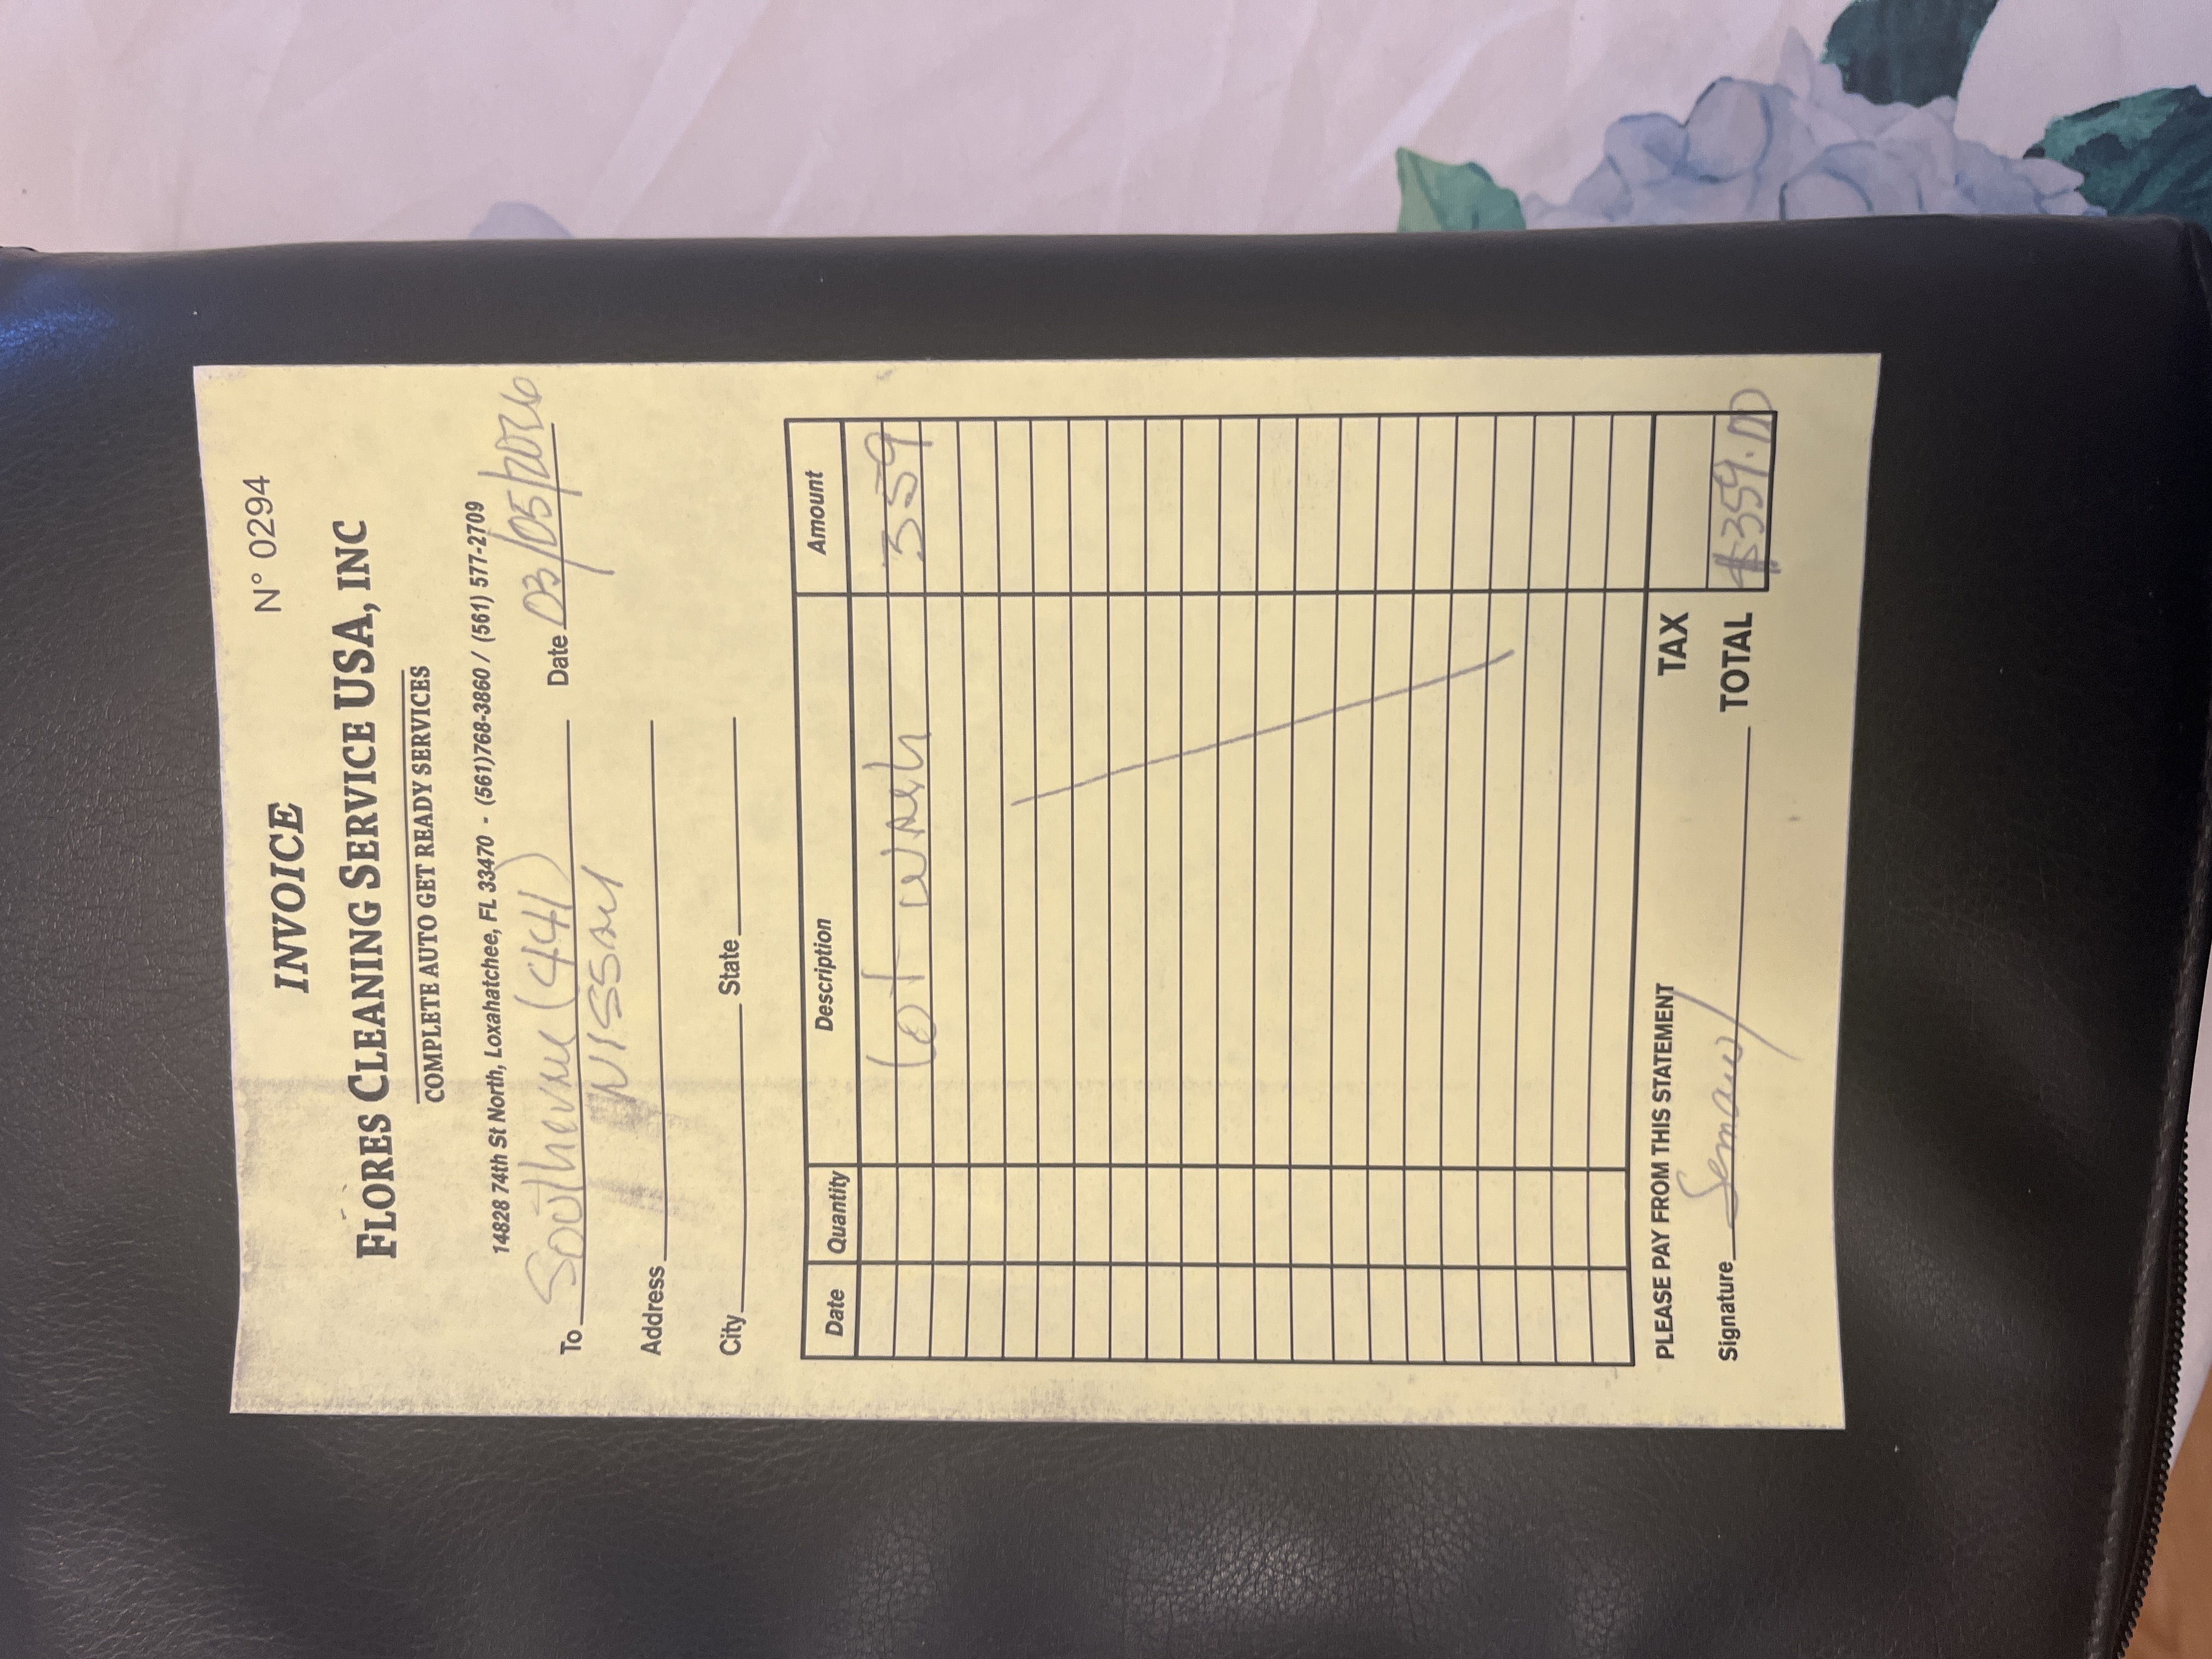 INVOICE
N° 0294
FLORES CLEANING SERVICE USA, INC
COMPLETE AUTO GET READY SERVICES
14828 74th St North, Loxahatchee, FL 33470 - (561)768-3860 / (561) 577-2709
To Date 03/05/2026
(441)
NISSAN
Address
City State
Date Quantity Description Amount
Lot wash 359
PLEASE PAY FROM THIS STATEMENT TAX
Signature TOTAL $359.00